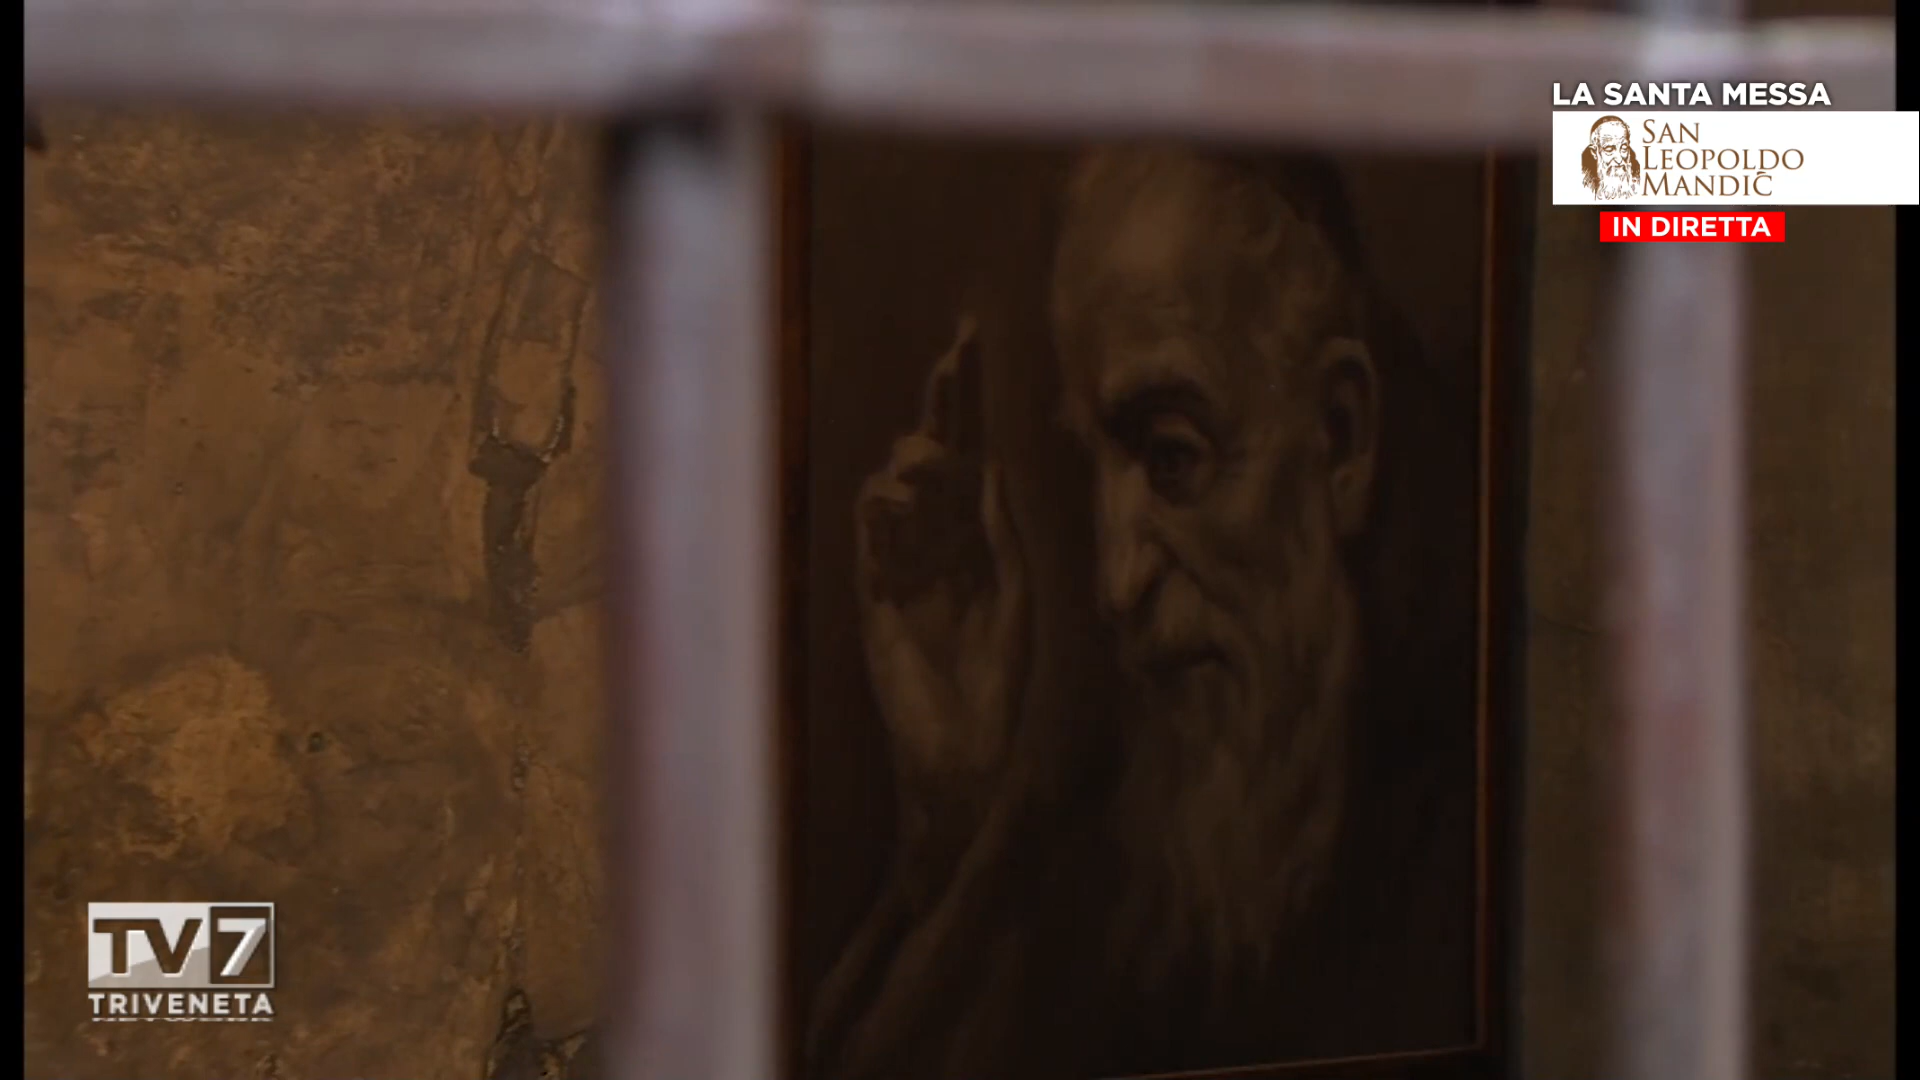 LA SANTA MESSA
SAN
LEOPOLDO
MANDIĆ
IN DIRETTA
TV7
TRIVENETA